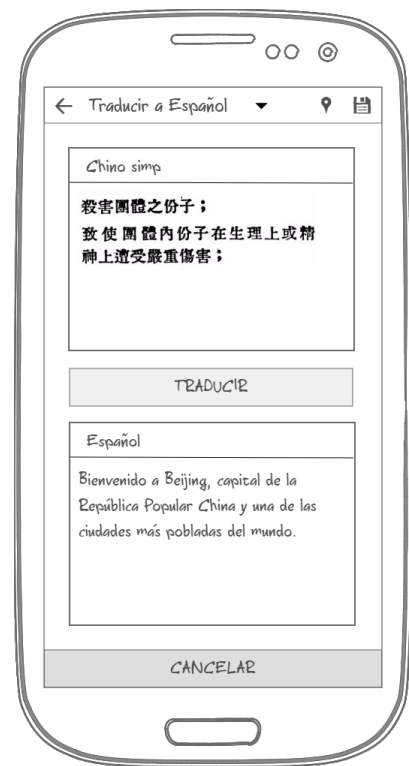 Traducir a Español
Chino simp
殺害團體之份子；
致使團體內份子在生理上或精
神上遭受嚴重傷害；
TRADUCIR
Español
Bienvenido a Beijing, capital de la
República Popular China y una de las
ciudades más pobladas del mundo.
CANCELAR